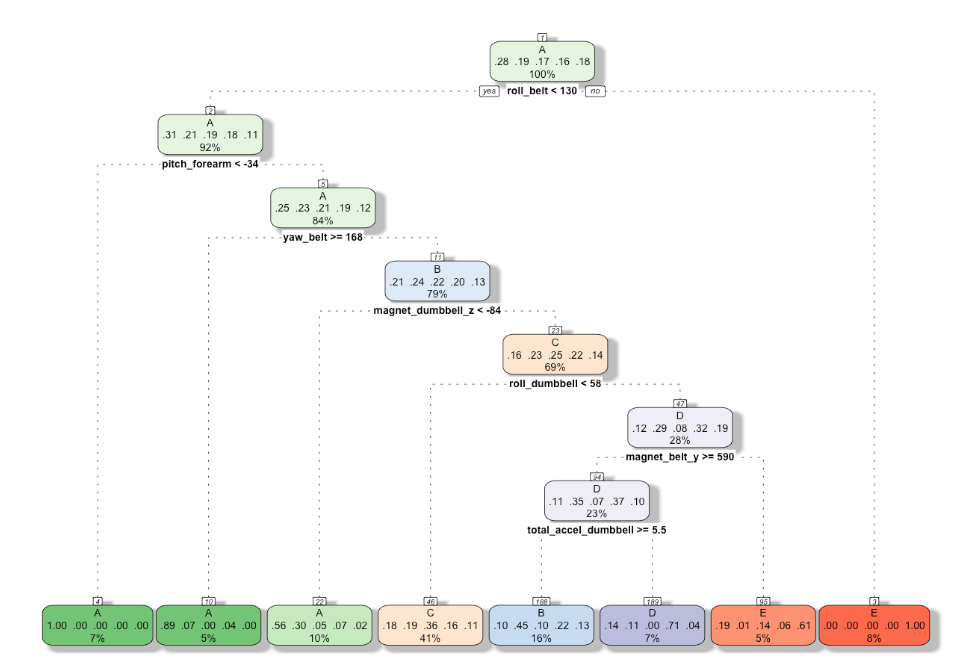 1
A
.28 .19 .17 .16 .18
100%
yes roll_belt < 130 no
2
A
.31 .21 .19 .18 .11
92%
pitch_forearm < -34
5
A
.25 .23 .21 .19 .12
84%
yaw_belt >= 168
11
B
.21 .24 .22 .20 .13
79%
magnet_dumbbell_z < -84
23
C
.16 .23 .25 .22 .14
69%
roll_dumbbell < 58
47
D
.12 .29 .08 .32 .19
28%
magnet_belt_y >= 590
94
D
.11 .35 .07 .37 .10
23%
total_accel_dumbbell >= 5.5
4
A
1.00 .00 .00 .00 .00
7%
10
A
.89 .07 .00 .04 .00
5%
22
A
.56 .30 .05 .07 .02
10%
46
C
.18 .19 .36 .16 .11
41%
188
B
.10 .45 .10 .22 .13
16%
189
D
.14 .11 .00 .71 .04
7%
95
E
.19 .01 .14 .06 .61
5%
3
E
.00 .00 .00 .00 1.00
8%